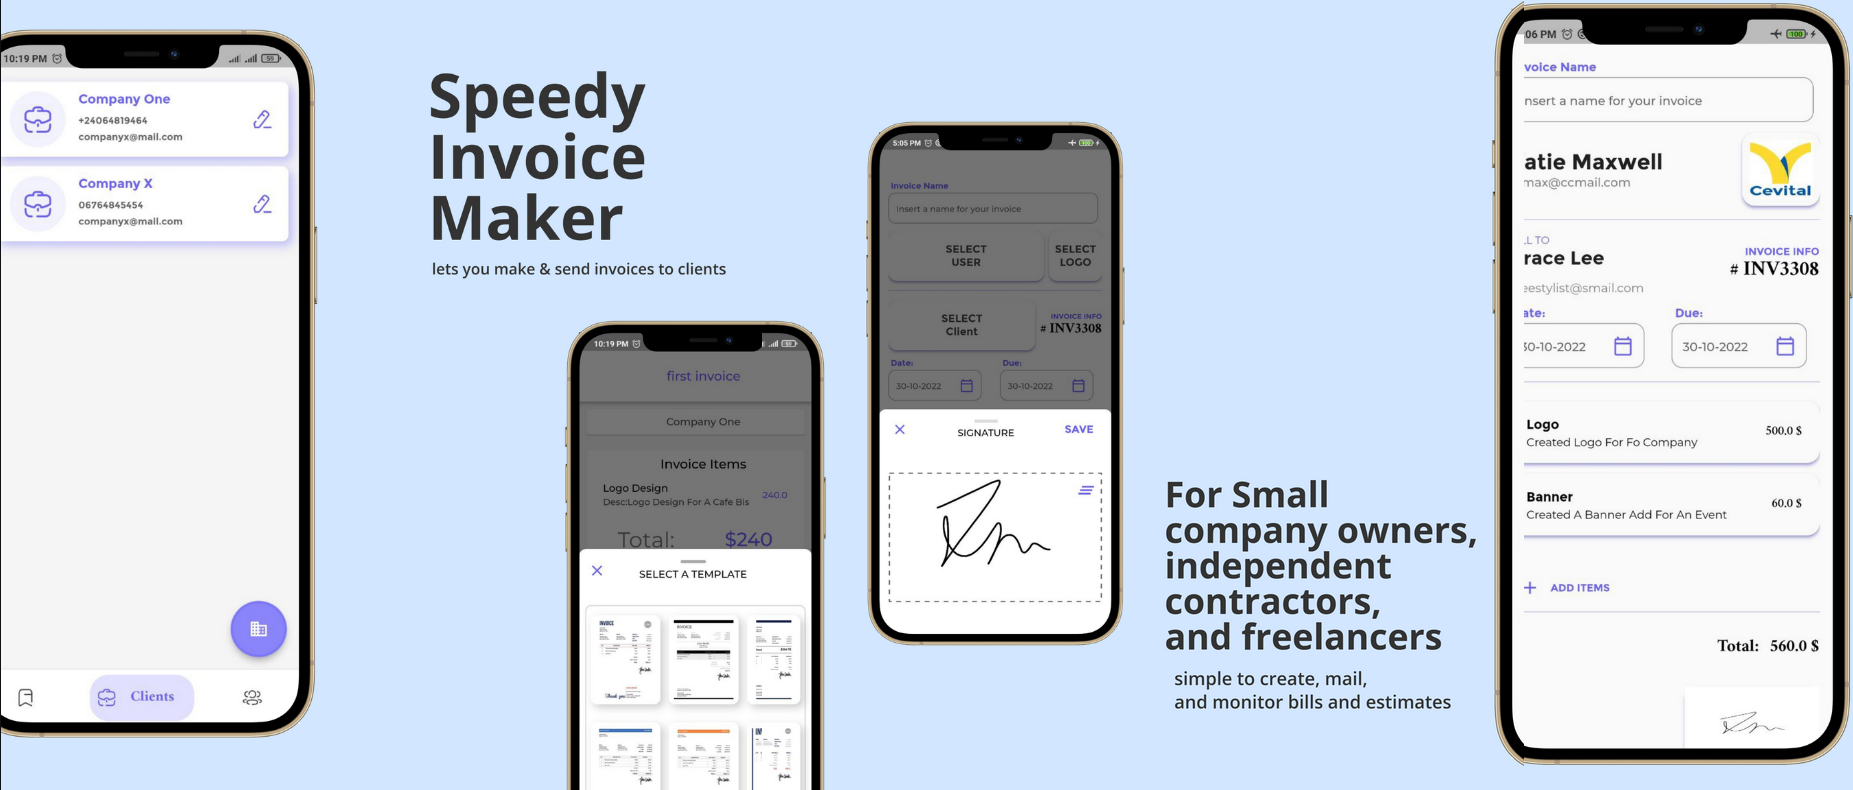 10:19 PM
59
Company One
+24064819464
companyx@mail.com
Company X
06764845454
companyx@mail.com
Clients
Speedy
Invoice
Maker
lets you make & send invoices to clients
10:19 PM
59
first invoice
Company One
Invoice Items
Logo Design
Desc:Logo Design For A Cafe Bis
240.0
Total: $240
SELECT A TEMPLATE
INVOICE
INVOICE
5:05 PM
100
Invoice Name
Insert a name for your invoice
SELECT
USER
SELECT
LOGO
SELECT
Client
INVOICE INFO
# INV3308
Date:
Due:
30-10-2022
30-10-2022
SIGNATURE
SAVE
For Small
company owners,
independent
contractors,
and freelancers
simple to create, mail,
and monitor bills and estimates
06 PM
100
voice Name
nsert a name for your invoice
atie Maxwell
max@ccmail.com
Cevital
L TO
race Lee
eestylist@smail.com
INVOICE INFO
# INV3308
ate:
Due:
30-10-2022
30-10-2022
Logo
Created Logo For Fo Company
500.0 $
Banner
Created A Banner Add For An Event
60.0 $
+ ADD ITEMS
Total: 560.0 $